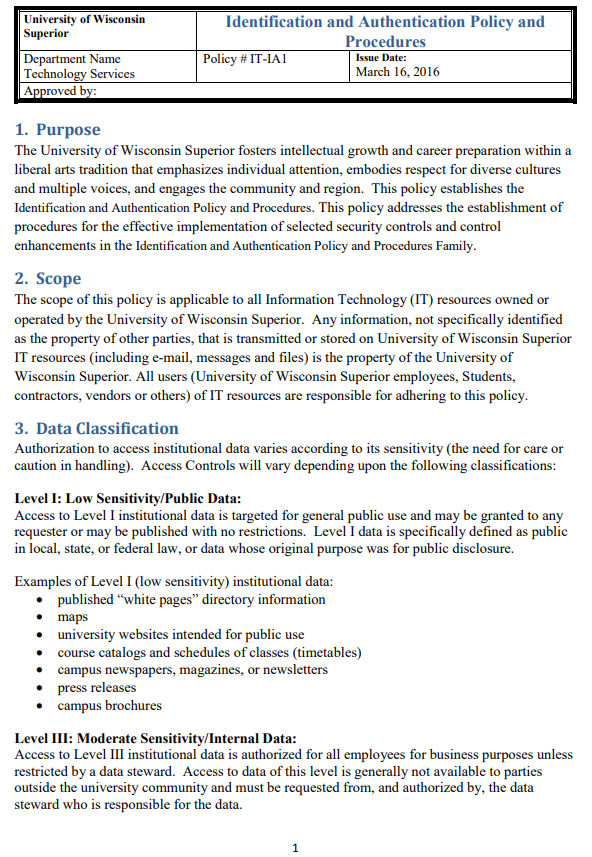 University of Wisconsin
Superior
Identification and Authentication Policy and
Procedures
Department Name
Technology Services
Policy # IT-IA1
Issue Date:
March 16, 2016
Approved by:
1. Purpose
The University of Wisconsin Superior fosters intellectual growth and career preparation within a
liberal arts tradition that emphasizes individual attention, embodies respect for diverse cultures
and multiple voices, and engages the community and region. This policy establishes the
Identification and Authentication Policy and Procedures. This policy addresses the establishment of
procedures for the effective implementation of selected security controls and control
enhancements in the Identification and Authentication Policy and Procedures Family.
2. Scope
The scope of this policy is applicable to all Information Technology (IT) resources owned or
operated by the University of Wisconsin Superior. Any information, not specifically identified
as the property of other parties, that is transmitted or stored on University of Wisconsin Superior
IT resources (including e-mail, messages and files) is the property of the University of
Wisconsin Superior. All users (University of Wisconsin Superior employees, Students,
contractors, vendors or others) of IT resources are responsible for adhering to this policy.
3. Data Classification
Authorization to access institutional data varies according to its sensitivity (the need for care or
caution in handling). Access Controls will vary depending upon the following classifications:
Level I: Low Sensitivity/Public Data:
Access to Level I institutional data is targeted for general public use and may be granted to any
requester or may be published with no restrictions. Level I data is specifically defined as public
in local, state, or federal law, or data whose original purpose was for public disclosure.
Examples of Level I (low sensitivity) institutional data:
• published “white pages” directory information
• maps
• university websites intended for public use
• course catalogs and schedules of classes (timetables)
• campus newspapers, magazines, or newsletters
• press releases
• campus brochures
Level III: Moderate Sensitivity/Internal Data:
Access to Level III institutional data is authorized for all employees for business purposes unless
restricted by a data steward. Access to data of this level is generally not available to parties
outside the university community and must be requested from, and authorized by, the data
steward who is responsible for the data.
1